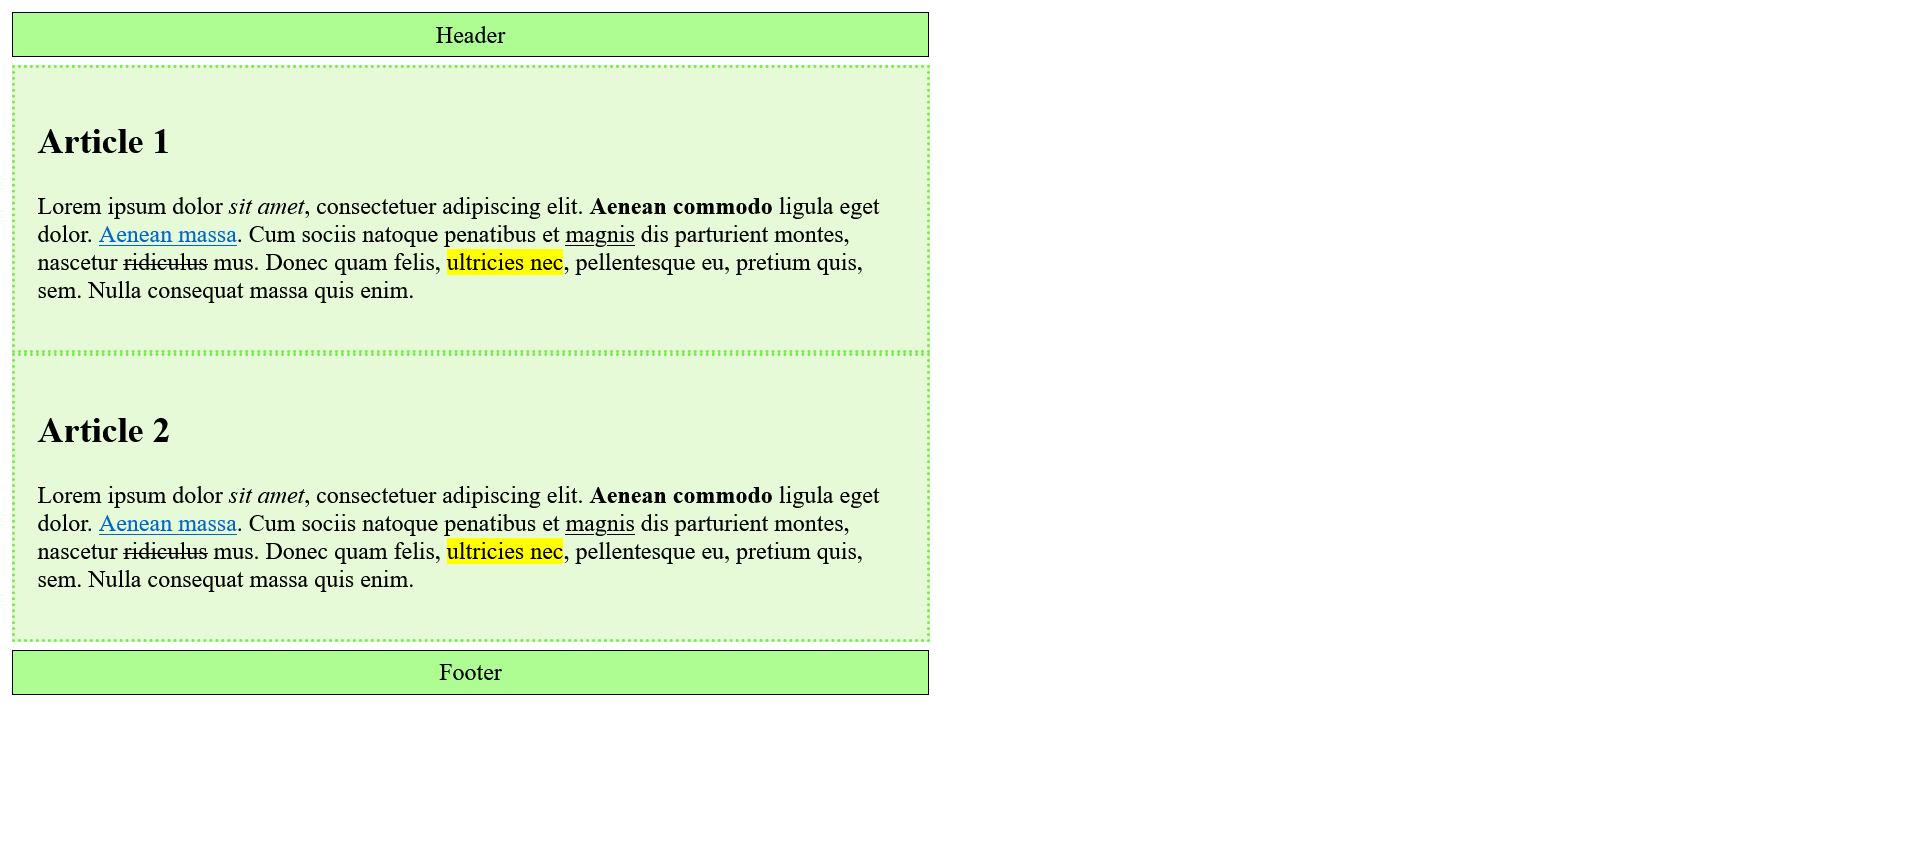 Header
Article 1
Lorem ipsum dolor sit amet, consectetuer adipiscing elit. Aenean commodo ligula eget
dolor. Aenean massa. Cum sociis natoque penatibus et magnis dis parturient montes,
nascetur ridiculus mus. Donec quam felis, ultricies nec, pellentesque eu, pretium quis,
sem. Nulla consequat massa quis enim.
Article 2
Lorem ipsum dolor sit amet, consectetuer adipiscing elit. Aenean commodo ligula eget
dolor. Aenean massa. Cum sociis natoque penatibus et magnis dis parturient montes,
nascetur ridiculus mus. Donec quam felis, ultricies nec, pellentesque eu, pretium quis,
sem. Nulla consequat massa quis enim.
Footer